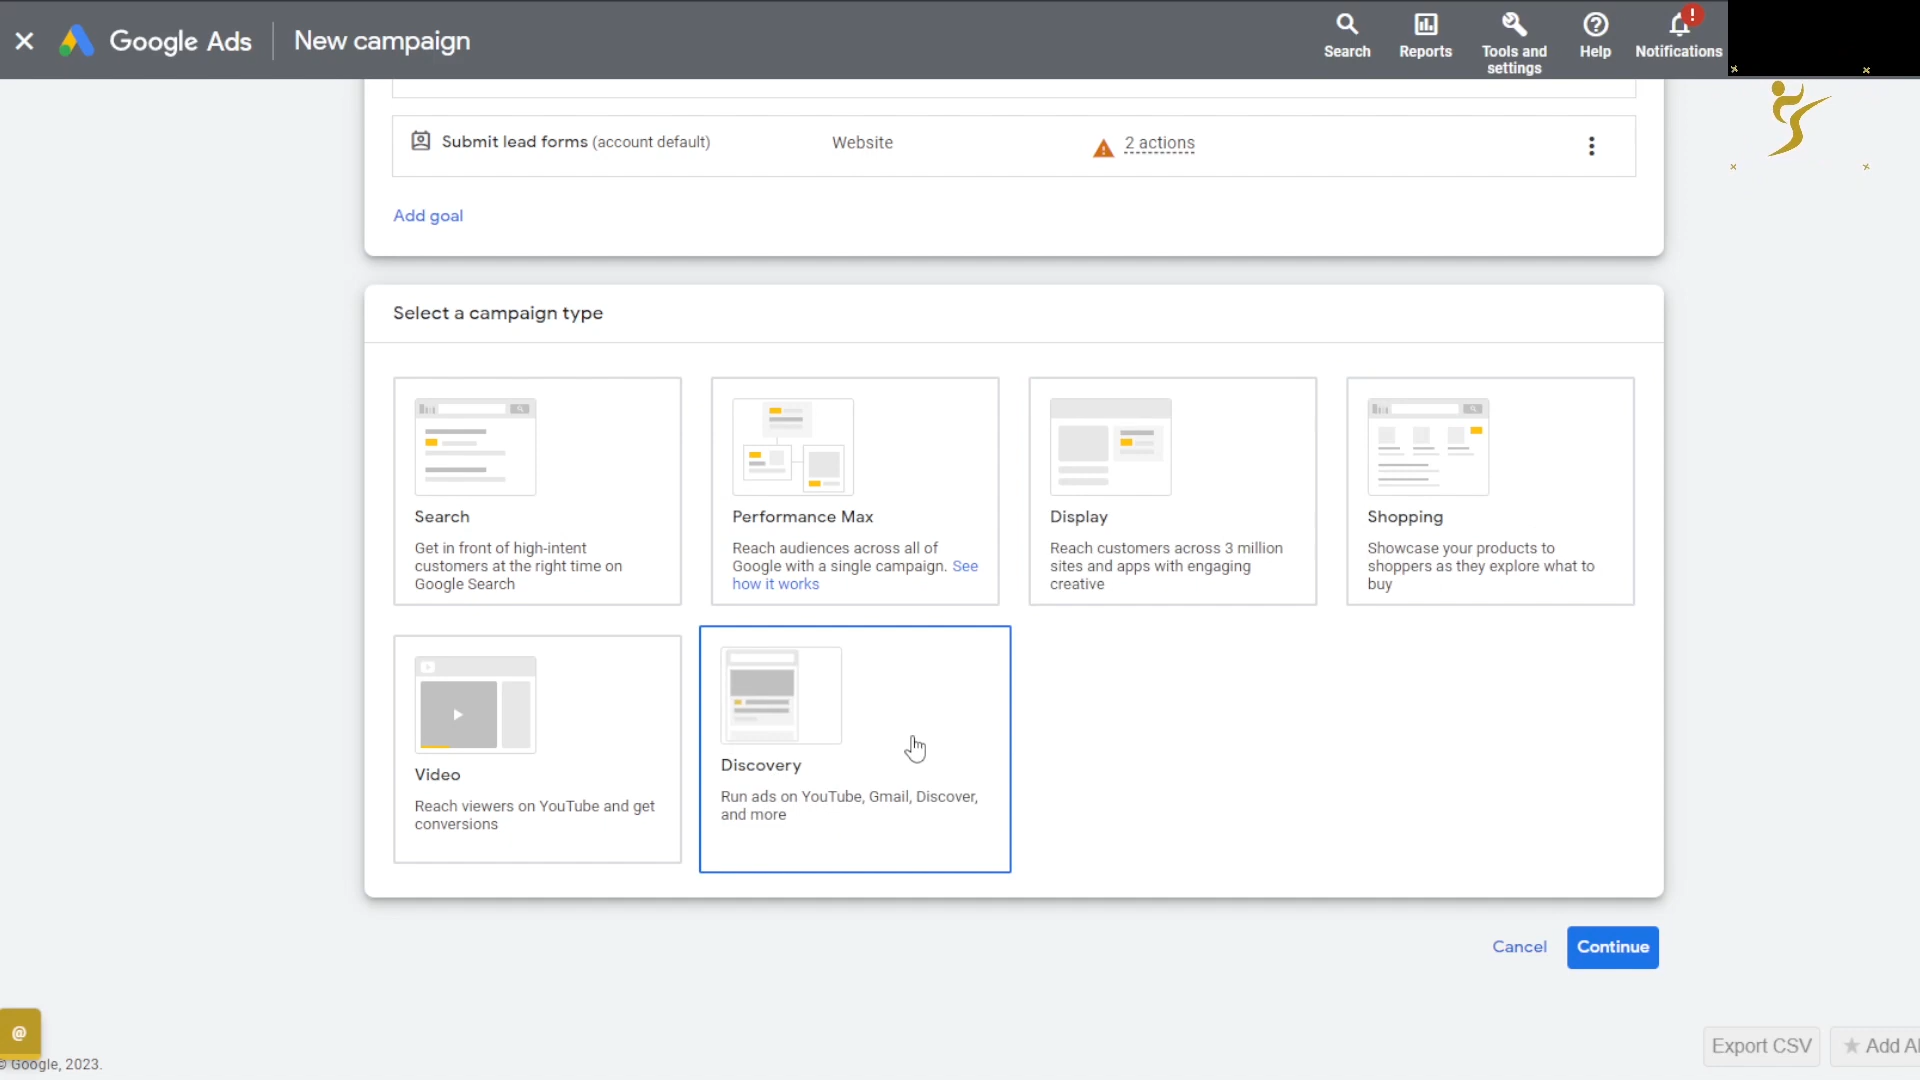 Google Ads
New campaign
Search
Reports
Tools and
settings
Help
Notifications
Submit lead forms (account default)
Website
2 actions
Add goal
Select a campaign type
Search
Get in front of high-intent
customers at the right time on
Google Search
Performance Max
Reach audiences across all of
Google with a single campaign. See
how it works
Display
Reach customers across 3 million
sites and apps with engaging
creative
Shopping
Showcase your products to
shoppers as they explore what to
buy
Video
Reach viewers on YouTube and get
conversions
Discovery
Run ads on YouTube, Gmail, Discover,
and more
Cancel
Continue
@
© Google, 2023.
Export CSV
Add